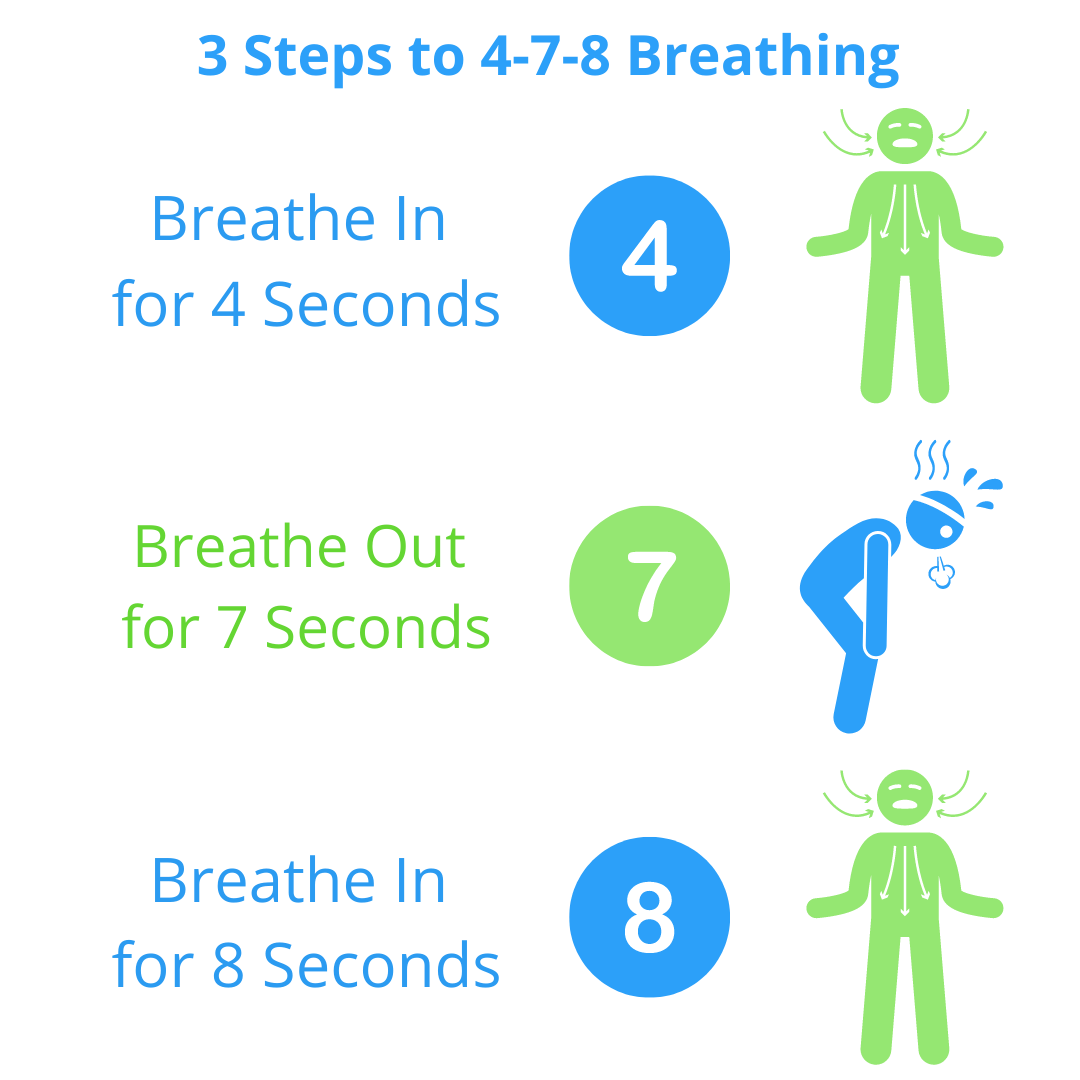 3 Steps to 4-7-8 Breathing
Breathe In
for 4 Seconds
4
Breathe Out
for 7 Seconds
7
Breathe In
for 8 Seconds
8